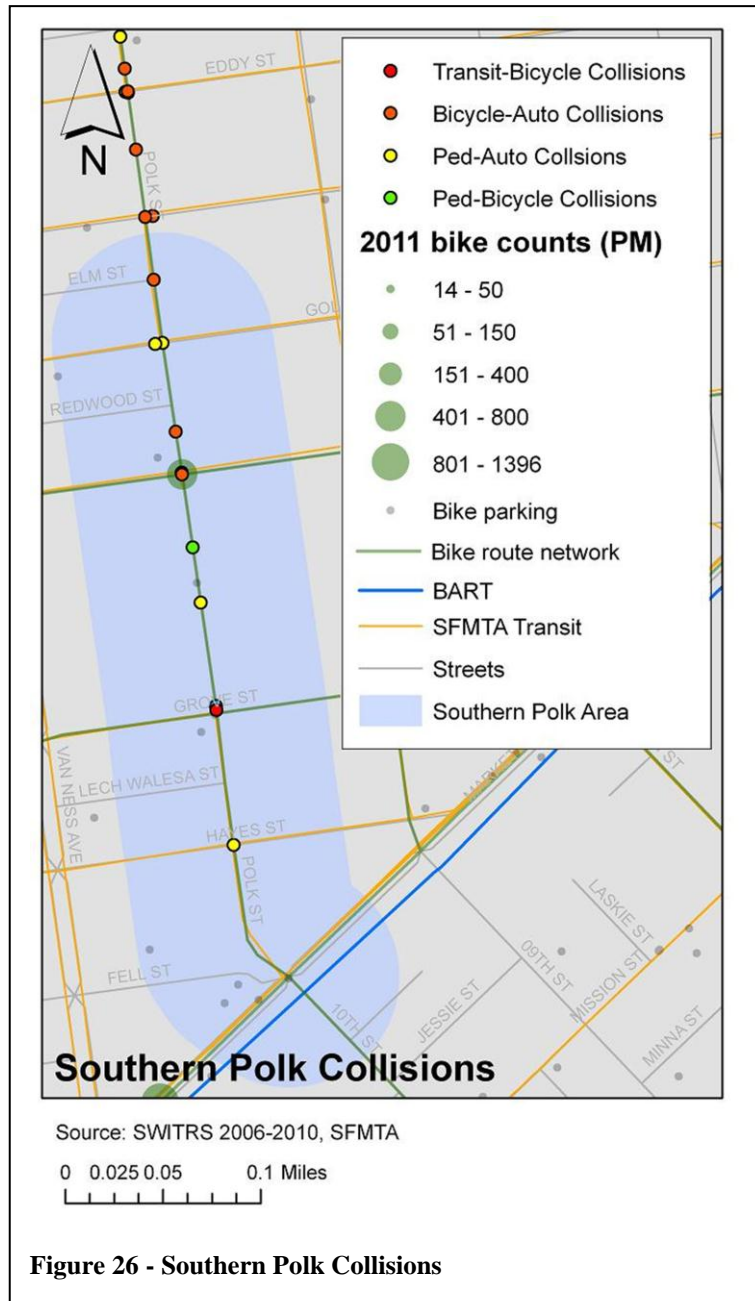 EDDY ST
POLK ST
N
ELM ST
REDWOOD ST
GROVE ST
LECH WALESA ST
VAN NESS AVE
HAYES ST
POLK ST
FELL ST
10TH ST
JESSIE ST
09TH ST
LASKIE ST
MISSION ST
MINNA ST
Transit-Bicycle Collisions
Bicycle-Auto Collisions
Ped-Auto Collsions
Ped-Bicycle Collisions
2011 bike counts (PM)
14 - 50
51 - 150
151 - 400
401 - 800
801 - 1396
Bike parking
Bike route network
BART
SFMTA Transit
Streets
Southern Polk Area
Southern Polk Collisions
Source: SWITRS 2006-2010, SFMTA
0 0.025 0.05 0.1 Miles
Figure 26 - Southern Polk Collisions